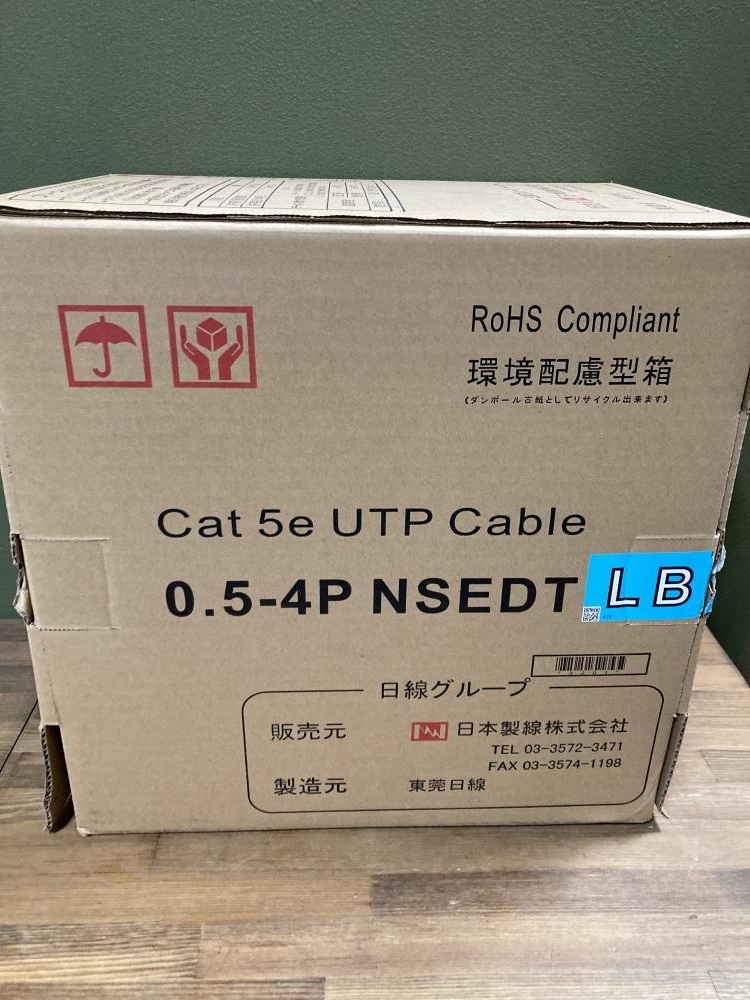 RoHS Compliant
環境配慮型箱
(ダンボール古紙としてリサイクル出来ます)
Cat 5e UTP Cable
0.5-4P NSEDT LB
日線グループ
販売元 日本製線株式会社
TEL 03-3572-3471
FAX 03-3574-1198
製造元 東莞日線